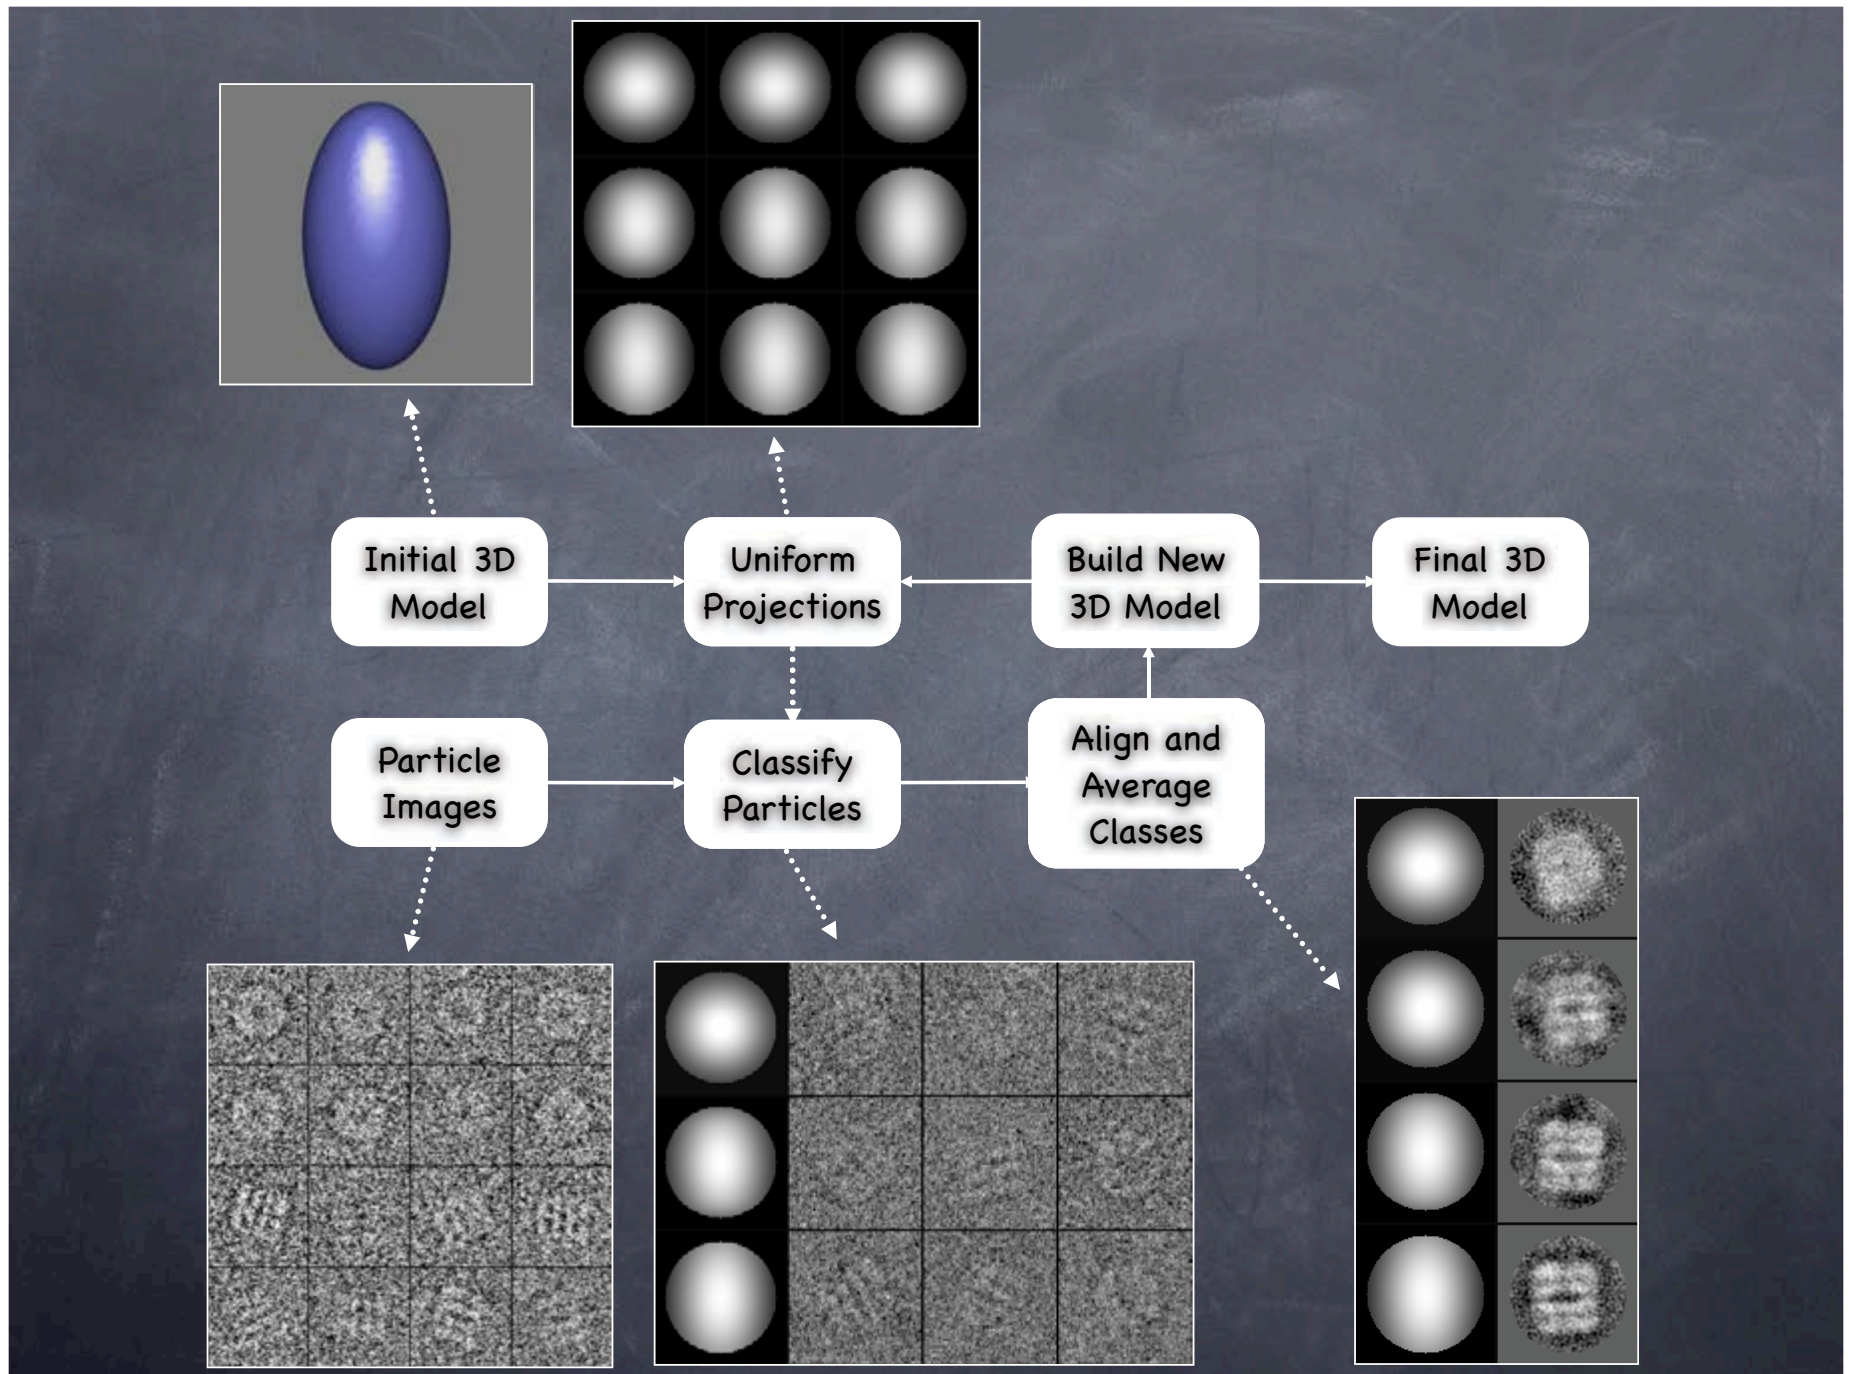 Initial 3D
Model
Uniform
Projections
Build New
3D Model
Final 3D
Model
Particle
Images
Classify
Particles
Align and
Average
Classes